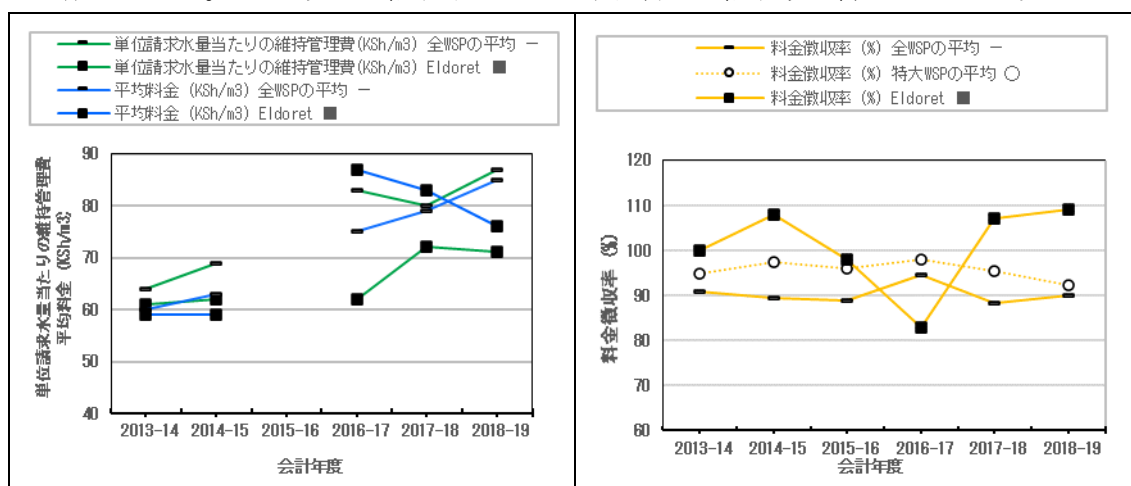 単位請求水量当たりの維持管理費(KSh/m3) 全WSPの平均 －
単位請求水量当たりの維持管理費(KSh/m3) Eldoret ■
平均料金 (KSh/m3) 全WSPの平均 －
平均料金 (KSh/m3) Eldoret ■
単位請求水量当たりの維持管理費
平均料金 (KSh/m3)
90
80
70
60
50
40
2013-14 2014-15 2015-16 2016-17 2017-18 2018-19
会計年度
料金徴収率 (%) 全WSPの平均 －
料金徴収率 (%) 特大WSPの平均 ○
料金徴収率 (%) Eldoret ■
料金徴収率 (%)
120
110
100
90
80
70
60
2013-14 2014-15 2015-16 2016-17 2017-18 2018-19
会計年度